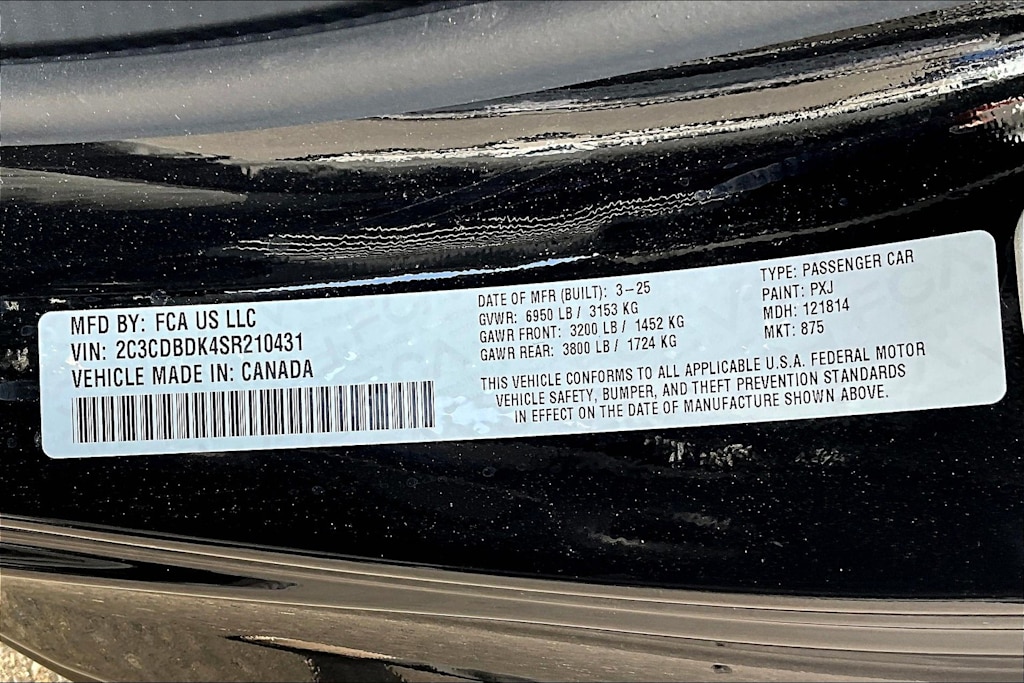 MFD BY: FCA US LLC
VIN: 2C3CDBDK4SR210431
VEHICLE MADE IN: CANADA
DATE OF MFR (BUILT): 3-25
GVWR: 6950 LB / 3153 KG
GAWR FRONT: 3200 LB / 1452 KG
GAWR REAR: 3800 LB / 1724 KG
TYPE: PASSENGER CAR
PAINT: PXJ
MDH: 121814
MKT: 875
THIS VEHICLE CONFORMS TO ALL APPLICABLE U.S.A. FEDERAL MOTOR
VEHICLE SAFETY, BUMPER, AND THEFT PREVENTION STANDARDS
IN EFFECT ON THE DATE OF MANUFACTURE SHOWN ABOVE.